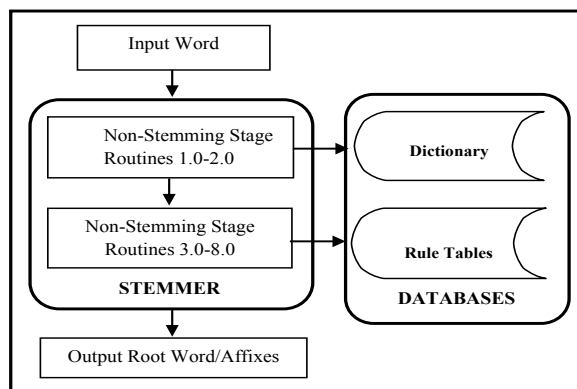 Input Word
Non-Stemming Stage
Routines 1.0-2.0
Non-Stemming Stage
Routines 3.0-8.0
STEMMER
Output Root Word/Affixes
Dictionary
Rule Tables
DATABASES